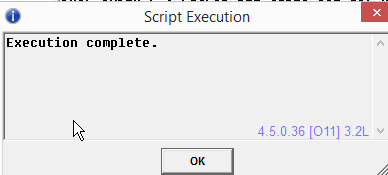 Script Execution
Execution complete.
4.5.0.36 [O11] 3.2L
OK